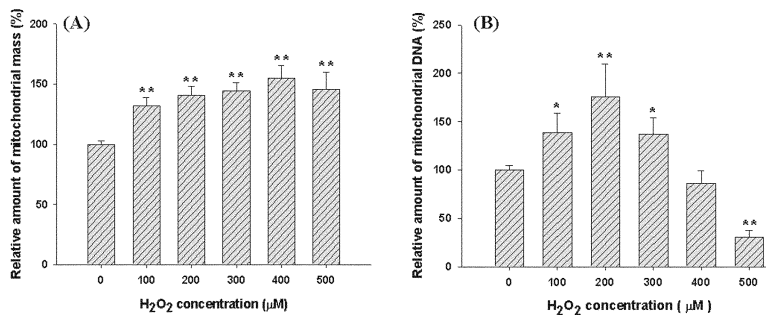 (A)
Relative amount of mitochondrial mass (%)
200
150
100
50
0
**
**
**
**
**
0 100 200 300 400 500
H₂O₂ concentration (μM)
(B)
Relative amount of mitochondrial DNA (%)
250
200
150
100
50
0
*
**
*
**
0 100 200 300 400 500
H₂O₂ concentration ( μM )